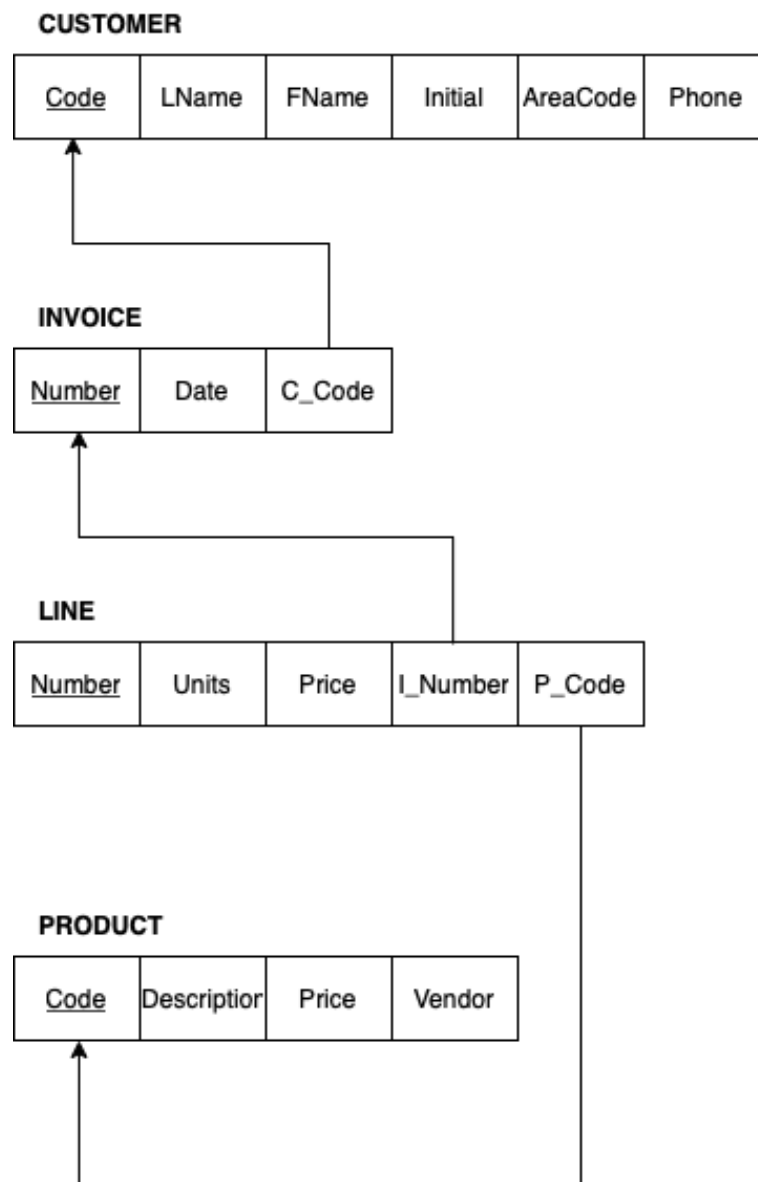 CUSTOMER
Code LName FName Initial AreaCode Phone
INVOICE
Number Date C_Code
LINE
Number Units Price I_Number P_Code
PRODUCT
Code Description Price Vendor